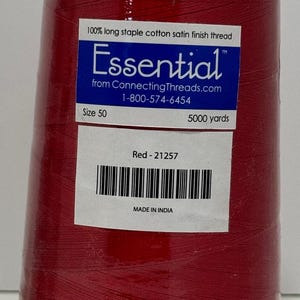 100% long staple cotton satin finish thread
Essential™
from ConnectingThreads.com
1-800-574-6454
Size 50 5000 yards
Red - 21257
MADE IN INDIA